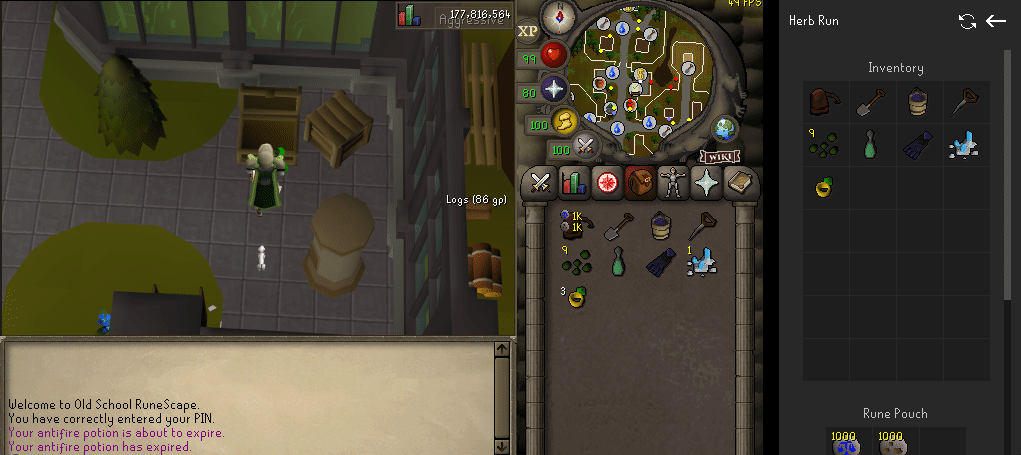 177,816,564
Aggressive
49 FPS
Herb Run
XP
99
80
100
100
WIKI
Inventory
9
Logs (86 gp)
1K
1K
9
1
3
Welcome to Old School RuneScape.
You have correctly entered your PIN.
Your antifire potion is about to expire.
Your antifire potion has expired.
Rune Pouch
1000
1000